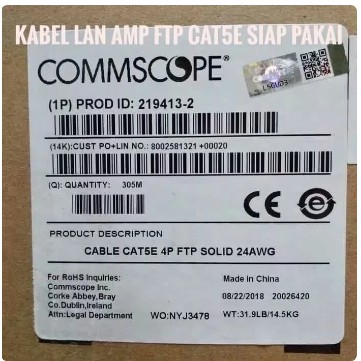 KABEL LAN AMP FTP CAT5E SIAP PAKAI
COMMSCOPE®
(1P) PROD ID: 219413-2
(14K):CUST PO+LIN NO.: 8002581321 +00020
(Q): QUANTITY: 305M
CE
PRODUCT DESCRIPTION
CABLE CAT5E 4P FTP SOLID 24AWG
For RoHS Inquiries:
Commscope Inc.
Corke Abbey,Bray
Co.Dublin,Ireland
Attn:Legal Department
WO:NYJ3478
Made in China
08/22/2018 20026420
WT:31.9LB/14.5KG